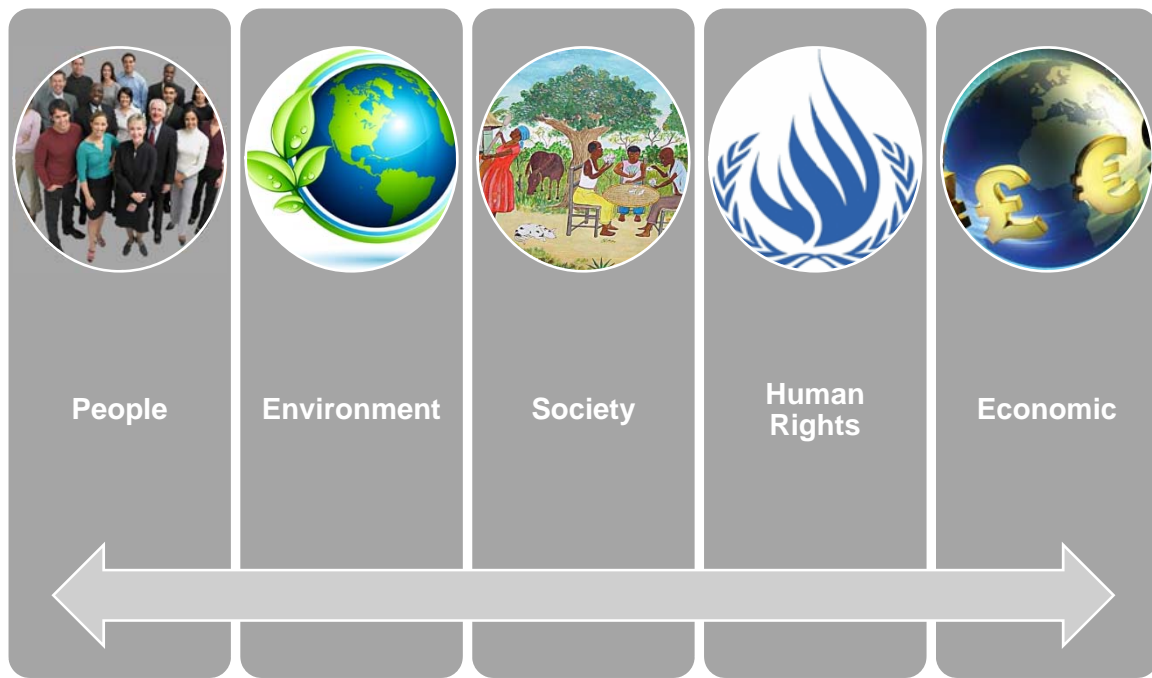 People
Environment
Society
Human
Rights
Economic